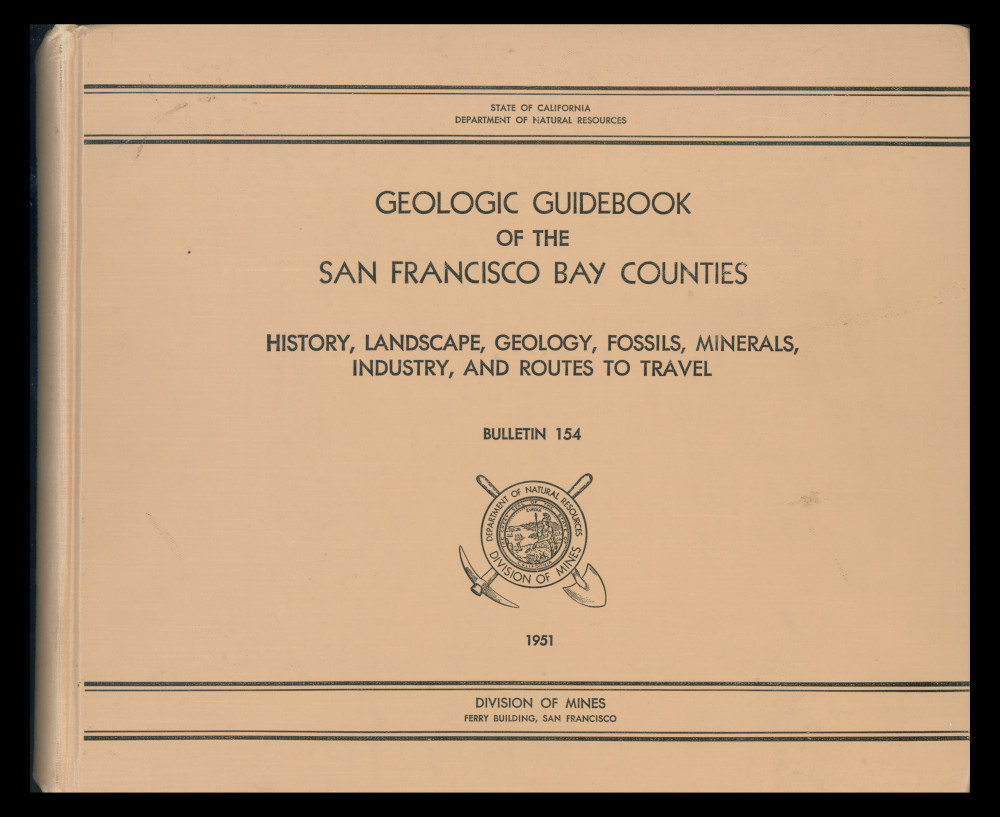 STATE OF CALIFORNIA
DEPARTMENT OF NATURAL RESOURCES
GEOLOGIC GUIDEBOOK
OF THE
SAN FRANCISCO BAY COUNTIES
HISTORY, LANDSCAPE, GEOLOGY, FOSSILS, MINERALS,
INDUSTRY, AND ROUTES TO TRAVEL
BULLETIN 154
DEPARTMENT OF NATURAL RESOURCES
EUREKA
DIVISION OF MINES
1951
DIVISION OF MINES
FERRY BUILDING, SAN FRANCISCO